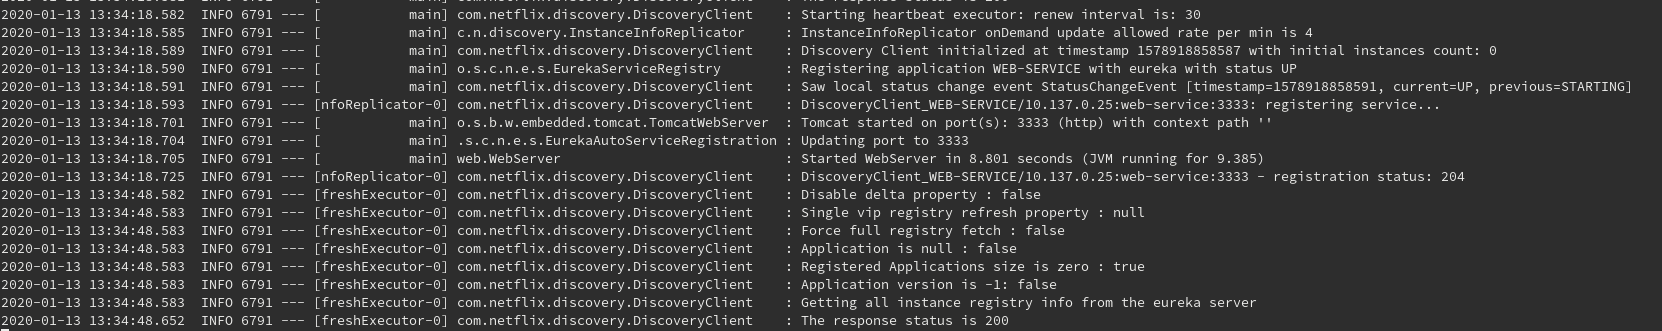 The response status is 200
2020-01-13 13:34:18.582  INFO 6791 --- [           main] com.netflix.discovery.DiscoveryClient    : Starting heartbeat executor: renew interval is: 30
2020-01-13 13:34:18.585  INFO 6791 --- [           main] c.n.discovery.InstanceInfoReplicator     : InstanceInfoReplicator onDemand update allowed rate per min is 4
2020-01-13 13:34:18.589  INFO 6791 --- [           main] com.netflix.discovery.DiscoveryClient    : Discovery Client initialized at timestamp 1578918858587 with initial instances count: 0
2020-01-13 13:34:18.590  INFO 6791 --- [           main] o.s.c.n.e.s.EurekaServiceRegistry        : Registering application WEB-SERVICE with eureka with status UP
2020-01-13 13:34:18.591  INFO 6791 --- [           main] com.netflix.discovery.DiscoveryClient    : Saw local status change event StatusChangeEvent [timestamp=1578918858591, current=UP, previous=STARTING]
2020-01-13 13:34:18.593  INFO 6791 --- [nfoReplicator-0] com.netflix.discovery.DiscoveryClient    : DiscoveryClient_WEB-SERVICE/10.137.0.25:web-service:3333: registering service...
2020-01-13 13:34:18.701  INFO 6791 --- [           main] o.s.b.w.embedded.tomcat.TomcatWebServer  : Tomcat started on port(s): 3333 (http) with context path ''
2020-01-13 13:34:18.704  INFO 6791 --- [           main] .s.c.n.e.s.EurekaAutoServiceRegistration : Updating port to 3333
2020-01-13 13:34:18.705  INFO 6791 --- [           main] web.WebServer                            : Started WebServer in 8.801 seconds (JVM running for 9.385)
2020-01-13 13:34:18.725  INFO 6791 --- [nfoReplicator-0] com.netflix.discovery.DiscoveryClient    : DiscoveryClient_WEB-SERVICE/10.137.0.25:web-service:3333 - registration status: 204
2020-01-13 13:34:48.582  INFO 6791 --- [freshExecutor-0] com.netflix.discovery.DiscoveryClient    : Disable delta property : false
2020-01-13 13:34:48.583  INFO 6791 --- [freshExecutor-0] com.netflix.discovery.DiscoveryClient    : Single vip registry refresh property : null
2020-01-13 13:34:48.583  INFO 6791 --- [freshExecutor-0] com.netflix.discovery.DiscoveryClient    : Force full registry fetch : false
2020-01-13 13:34:48.583  INFO 6791 --- [freshExecutor-0] com.netflix.discovery.DiscoveryClient    : Application is null : false
2020-01-13 13:34:48.583  INFO 6791 --- [freshExecutor-0] com.netflix.discovery.DiscoveryClient    : Registered Applications size is zero : true
2020-01-13 13:34:48.583  INFO 6791 --- [freshExecutor-0] com.netflix.discovery.DiscoveryClient    : Application version is -1: false
2020-01-13 13:34:48.583  INFO 6791 --- [freshExecutor-0] com.netflix.discovery.DiscoveryClient    : Getting all instance registry info from the eureka server
2020-01-13 13:34:48.652  INFO 6791 --- [freshExecutor-0] com.netflix.discovery.DiscoveryClient    : The response status is 200